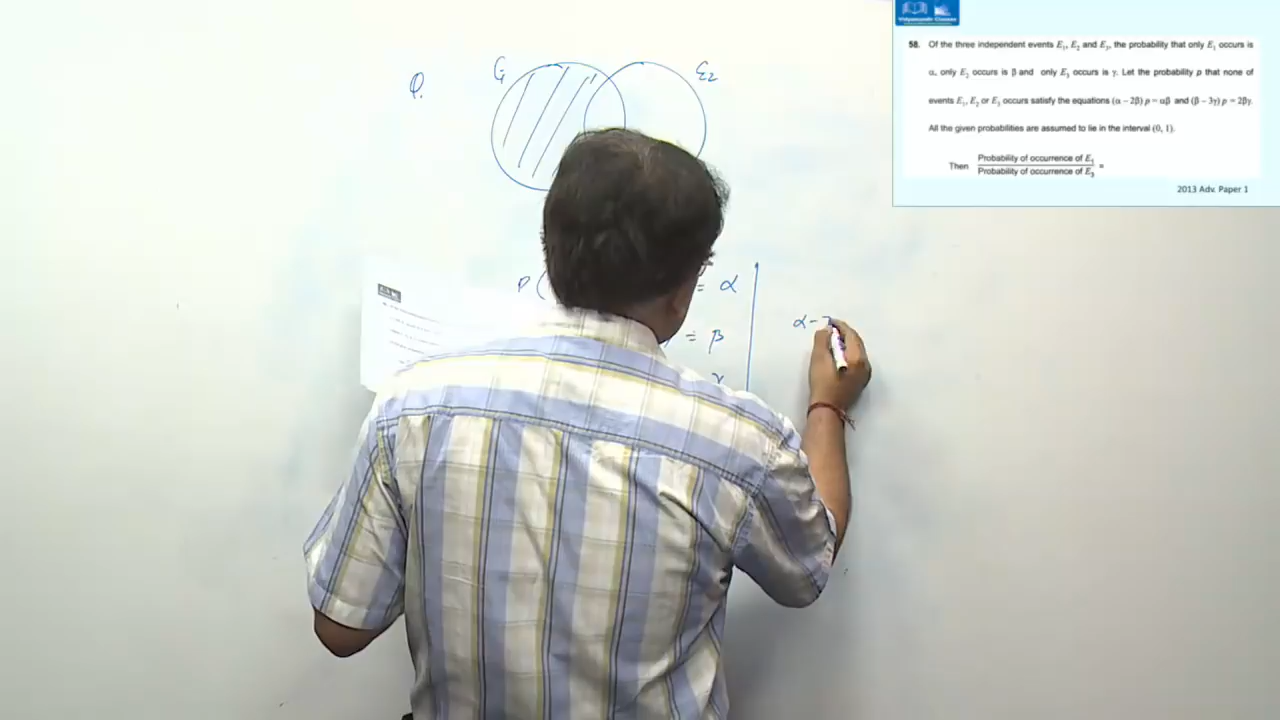 Vidyamandir Classes
58. Of the three independent events E₁, E₂ and E₃, the probability that only E₁ occurs is
α, only E₂ occurs is β and only E₃ occurs is γ. Let the probability p that none of
events E₁, E₂ or E₃ occurs satisfy the equations (α – 2β) p = αβ and (β – 3γ) p = 2βγ.
All the given probabilities are assumed to lie in the interval (0, 1).
Then Probability of occurrence of E₁ =
Probability of occurrence of E₃
2013 Adv. Paper 1
E₂
P (
= α
= β
γ
α –